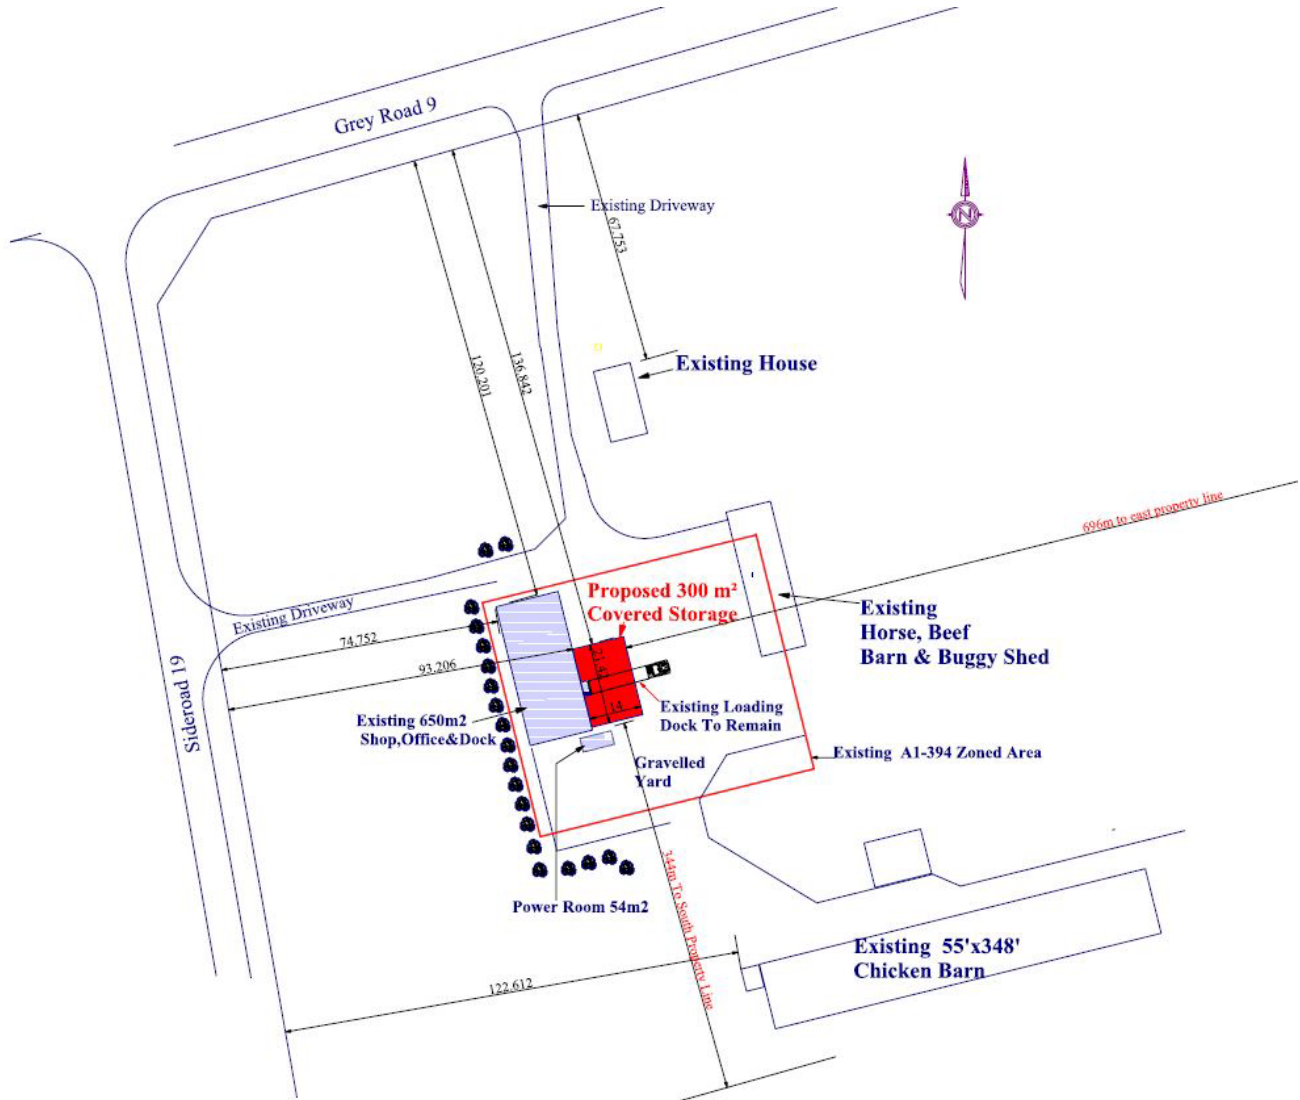 Grey Road 9
Existing Driveway
67.753
N
120.201
136.842
Existing House
696m to east property line
Proposed 300 m²
Covered Storage
Existing Driveway
74.752
93.206
Existing
Horse, Beef
Barn & Buggy Shed
Sideroad 19
14
Existing Loading
Dock To Remain
Existing 650m2
Shop,Office&Dock
Gravelled
Yard
Existing A1-394 Zoned Area
344m To South Property Line
Power Room 54m2
Existing 55'x348'
Chicken Barn
122.612